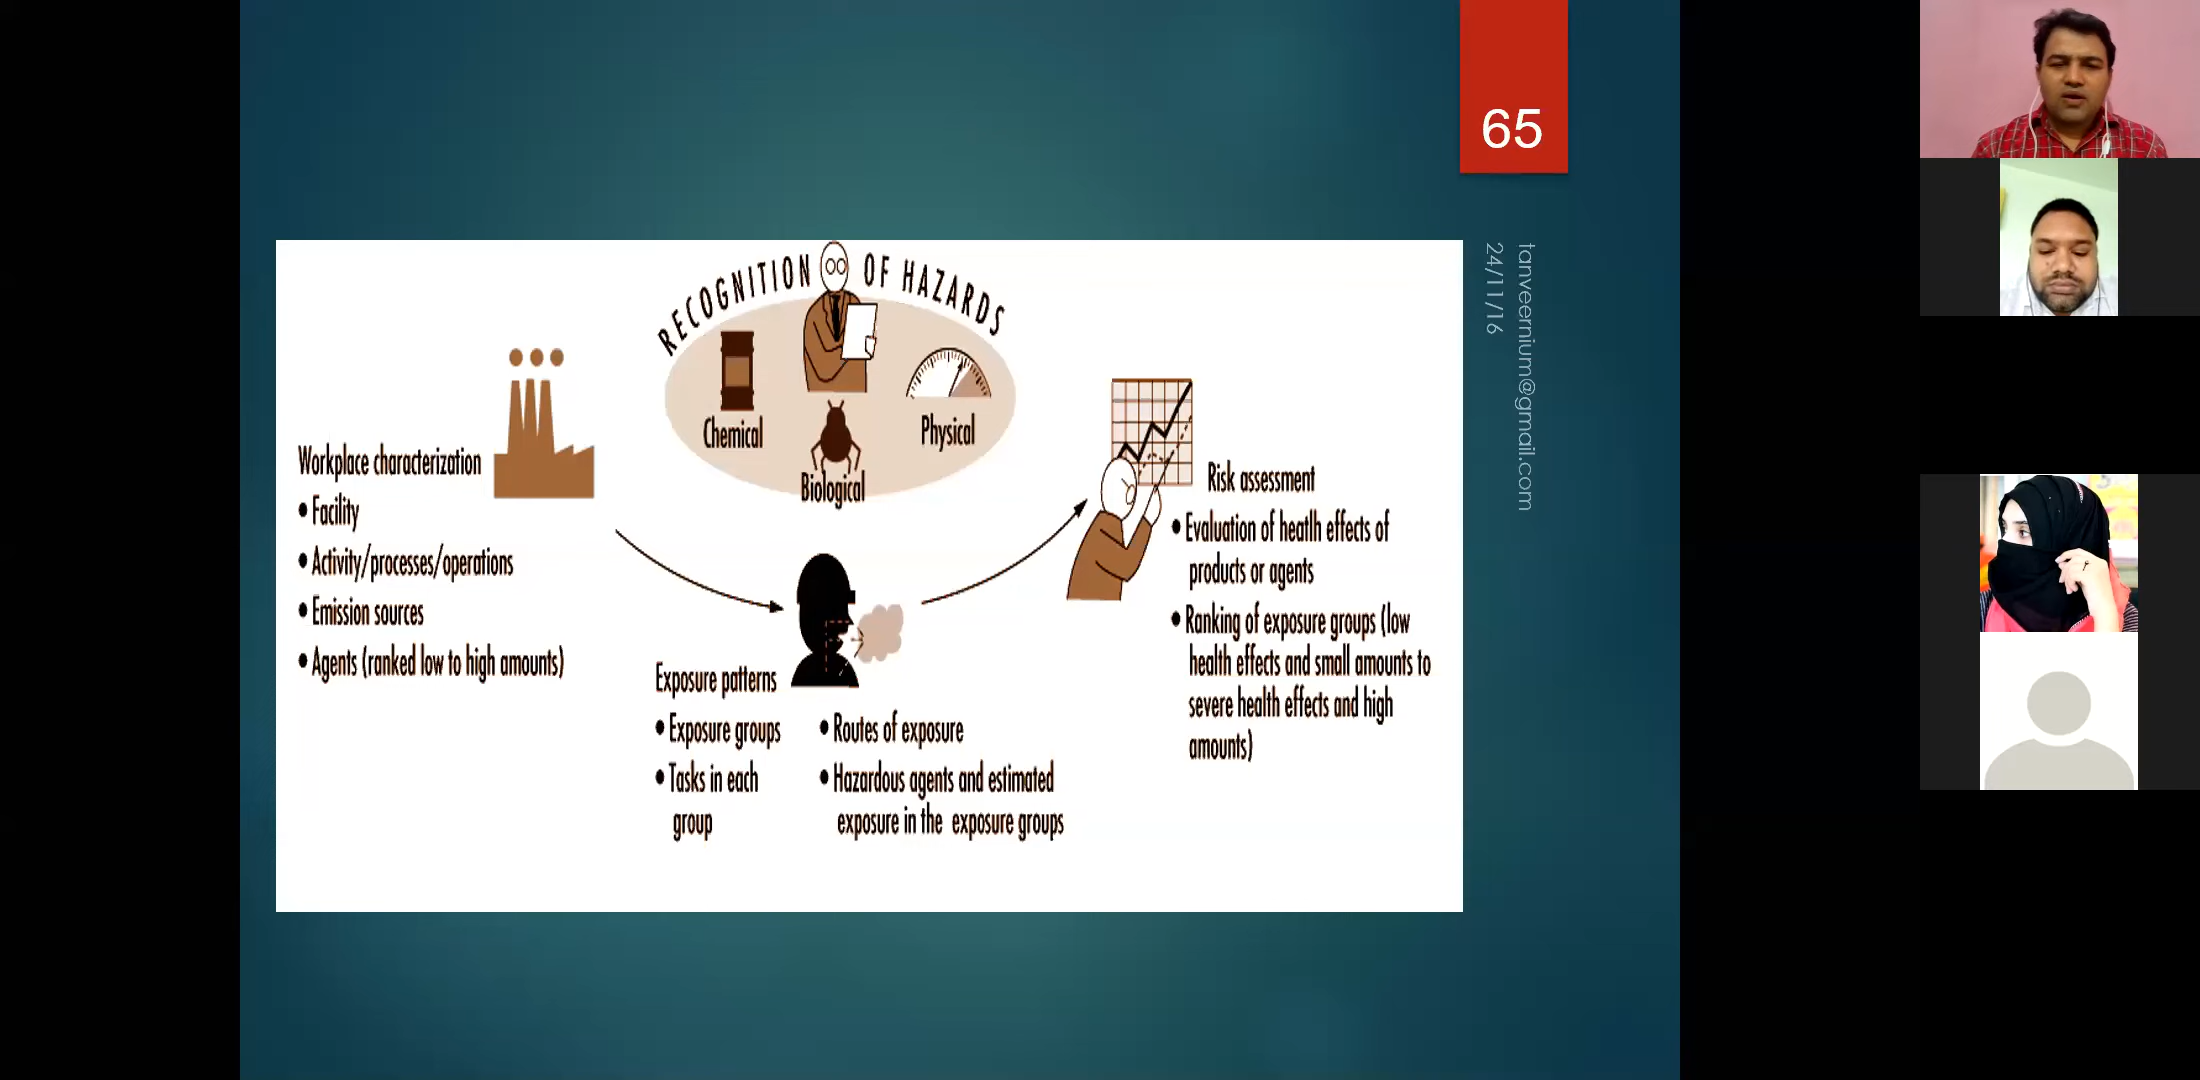 65
tanveernium@gmail.com
24/11/16
RECOGNITION OF HAZARDS
Chemical
Biological
Physical
Workplace characterization
• Facility
• Activity/processes/operations
• Emission sources
• Agents (ranked low to high amounts)
Exposure patterns
• Exposure groups
• Tasks in each
group
• Routes of exposure
• Hazardous agents and estimated
exposure in the exposure groups
Risk assessment
• Evaluation of heatlh effects of
products or agents
• Ranking of exposure groups (low
health effects and small amounts to
severe health effects and high
amounts)